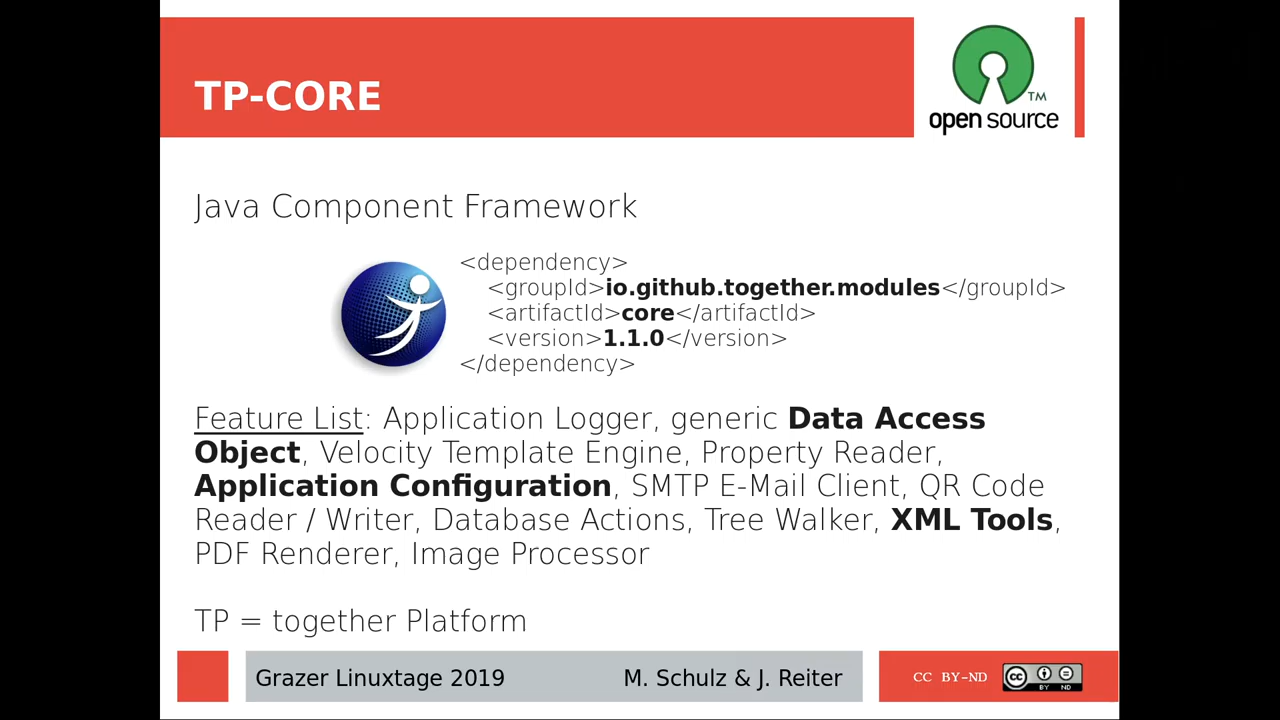 TP-CORE
TM
open source
Java Component Framework
<dependency>
<groupId>io.github.together.modules</groupId>
<artifactId>core</artifactId>
<version>1.1.0</version>
</dependency>
Feature List: Application Logger, generic Data Access
Object, Velocity Template Engine, Property Reader,
Application Configuration, SMTP E-Mail Client, QR Code
Reader / Writer, Database Actions, Tree Walker, XML Tools,
PDF Renderer, Image Processor
TP = together Platform
Grazer Linuxtage 2019 M. Schulz & J. Reiter
CC BY-ND cc BY ND